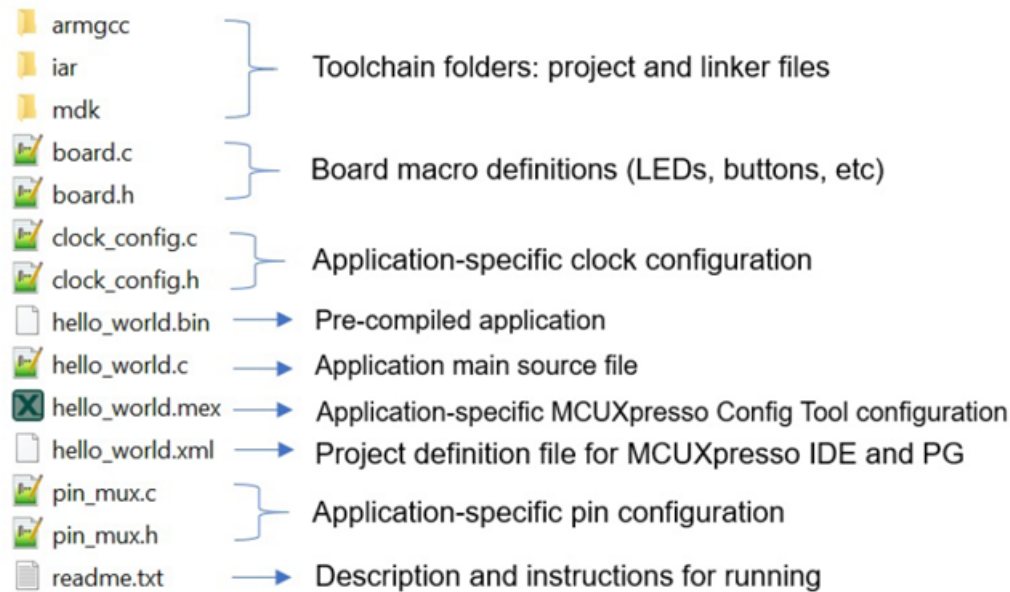 armgcc
iar
Toolchain folders: project and linker files
mdk
board.c
Board macro definitions (LEDs, buttons, etc)
board.h
clock_config.c
Application-specific clock configuration
clock_config.h
hello_world.bin Pre-compiled application
hello_world.c Application main source file
hello_world.mex Application-specific MCUXpresso Config Tool configuration
hello_world.xml Project definition file for MCUXpresso IDE and PG
pin_mux.c
Application-specific pin configuration
pin_mux.h
readme.txt Description and instructions for running